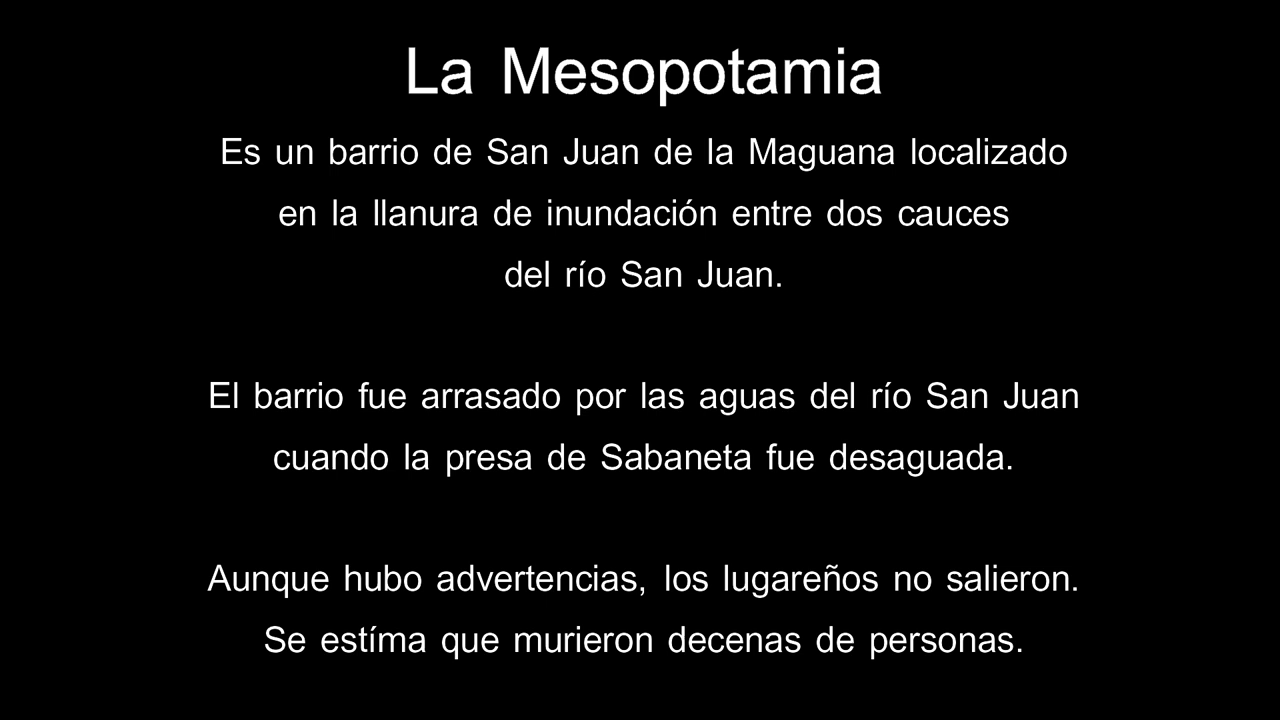 La Mesopotamia
Es un barrio de San Juan de la Maguana localizado
en la llanura de inundación entre dos cauces
del río San Juan.
El barrio fue arrasado por las aguas del río San Juan
cuando la presa de Sabaneta fue desaguada.
Aunque hubo advertencias, los lugareños no salieron.
Se estíma que murieron decenas de personas.